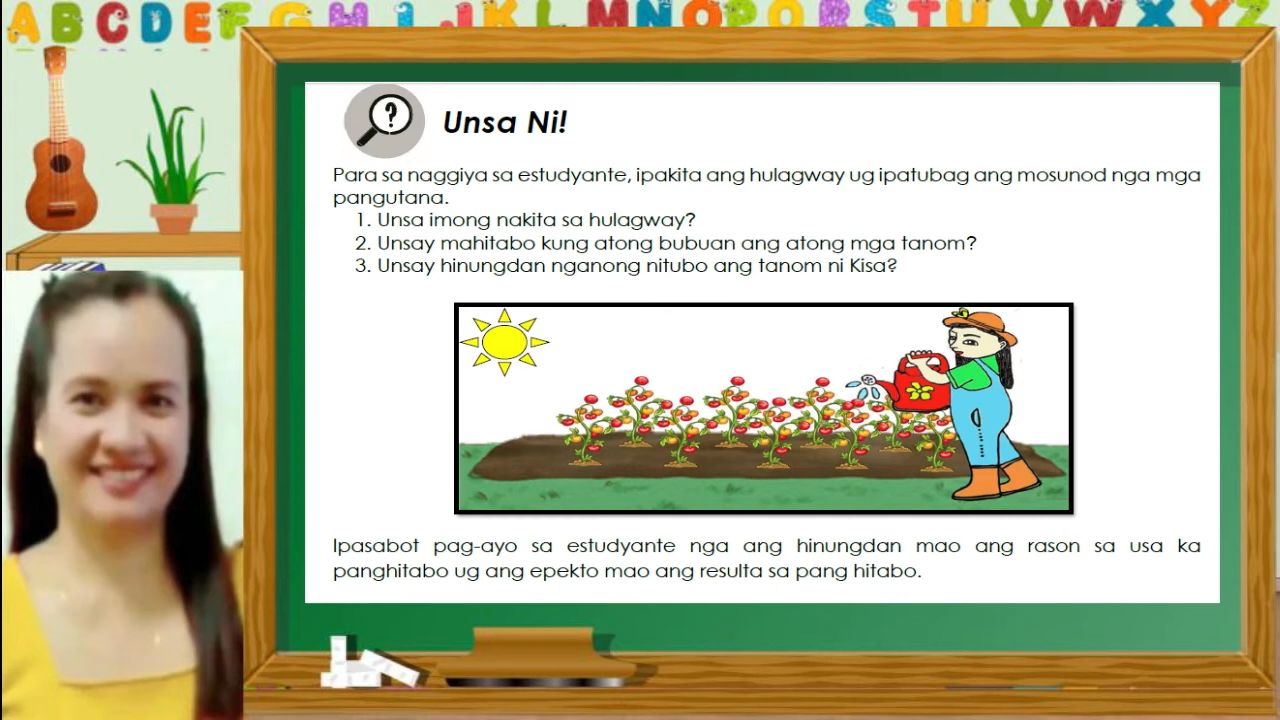 A B C D E F G H I J K L M N O P Q R S T U V W X Y Z
?
Unsa Ni!
Para sa naggiya sa estudyante, ipakita ang hulagway ug ipatubag ang mosunod nga mga
pangutana.
1. Unsa imong nakita sa hulagway?
2. Unsay mahitabo kung atong bubuan ang atong mga tanom?
3. Unsay hinungdan nganong nitubo ang tanom ni Kisa?
Ipasabot pag-ayo sa estudyante nga ang hinungdan mao ang rason sa usa ka
panghitabo ug ang epekto mao ang resulta sa pang hitabo.